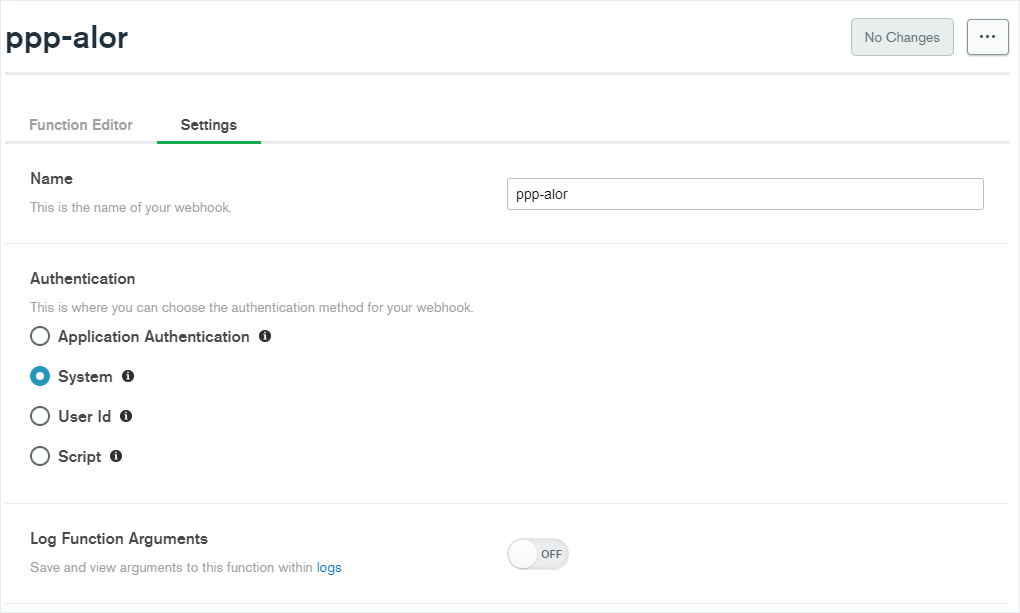 ppp-alor
No Changes
...
Function Editor
Settings
Name
This is the name of your webhook.
ppp-alor
Authentication
This is where you can choose the authentication method for your webhook.
Application Authentication
System
User Id
Script
Log Function Arguments
Save and view arguments to this function within logs
OFF